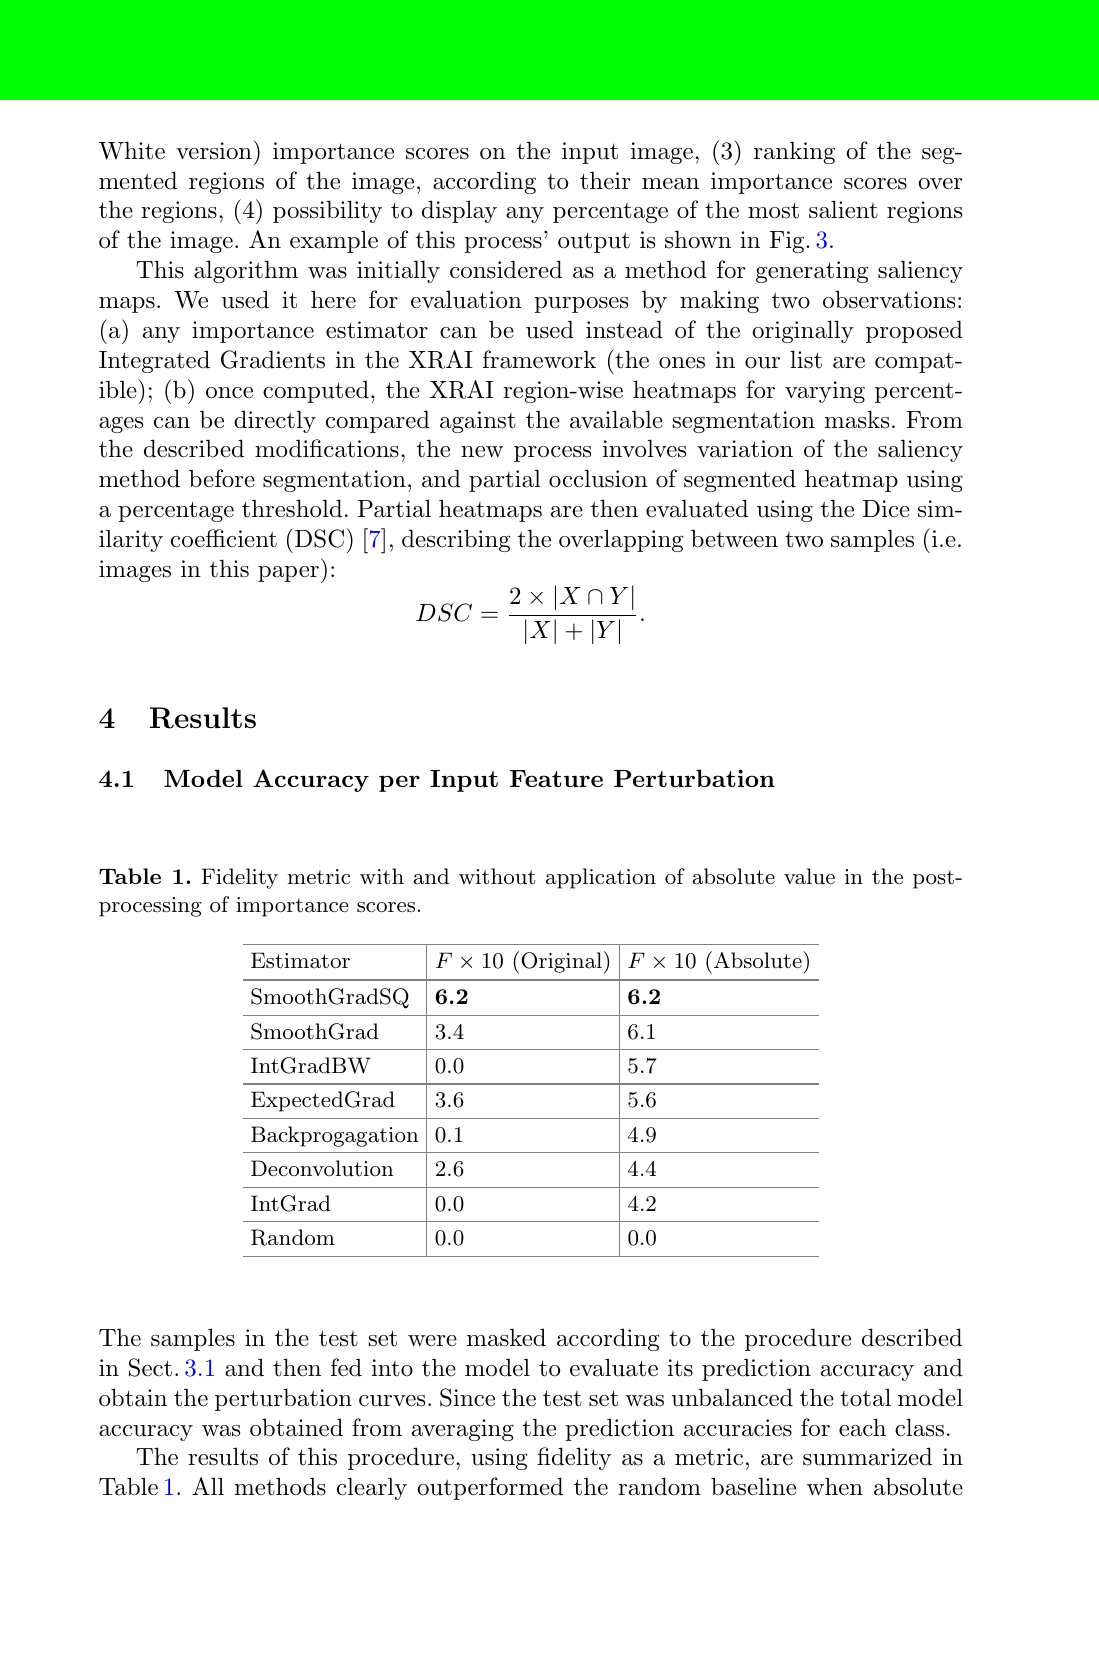 White version) importance scores on the input image, (3) ranking of the seg-
mented regions of the image, according to their mean importance scores over
the regions, (4) possibility to display any percentage of the most salient regions
of the image. An example of this process' output is shown in Fig. 3.
This algorithm was initially considered as a method for generating saliency
maps. We used it here for evaluation purposes by making two observations:
(a) any importance estimator can be used instead of the originally proposed
Integrated Gradients in the XRAI framework (the ones in our list are compat-
ible); (b) once computed, the XRAI region-wise heatmaps for varying percent-
ages can be directly compared against the available segmentation masks. From
the described modifications, the new process involves variation of the saliency
method before segmentation, and partial occlusion of segmented heatmap using
a percentage threshold. Partial heatmaps are then evaluated using the Dice sim-
ilarity coefficient (DSC) [7], describing the overlapping between two samples (i.e.
images in this paper):
DSC = 2 × |X ∩ Y| / |X| + |Y| .
4 Results
4.1 Model Accuracy per Input Feature Perturbation
Table 1. Fidelity metric with and without application of absolute value in the post-
processing of importance scores.
Estimator F × 10 (Original) F × 10 (Absolute)
SmoothGradSQ 6.2 6.2
SmoothGrad 3.4 6.1
IntGradBW 0.0 5.7
ExpectedGrad 3.6 5.6
Backprogagation 0.1 4.9
Deconvolution 2.6 4.4
IntGrad 0.0 4.2
Random 0.0 0.0
The samples in the test set were masked according to the procedure described
in Sect. 3.1 and then fed into the model to evaluate its prediction accuracy and
obtain the perturbation curves. Since the test set was unbalanced the total model
accuracy was obtained from averaging the prediction accuracies for each class.
The results of this procedure, using fidelity as a metric, are summarized in
Table 1. All methods clearly outperformed the random baseline when absolute